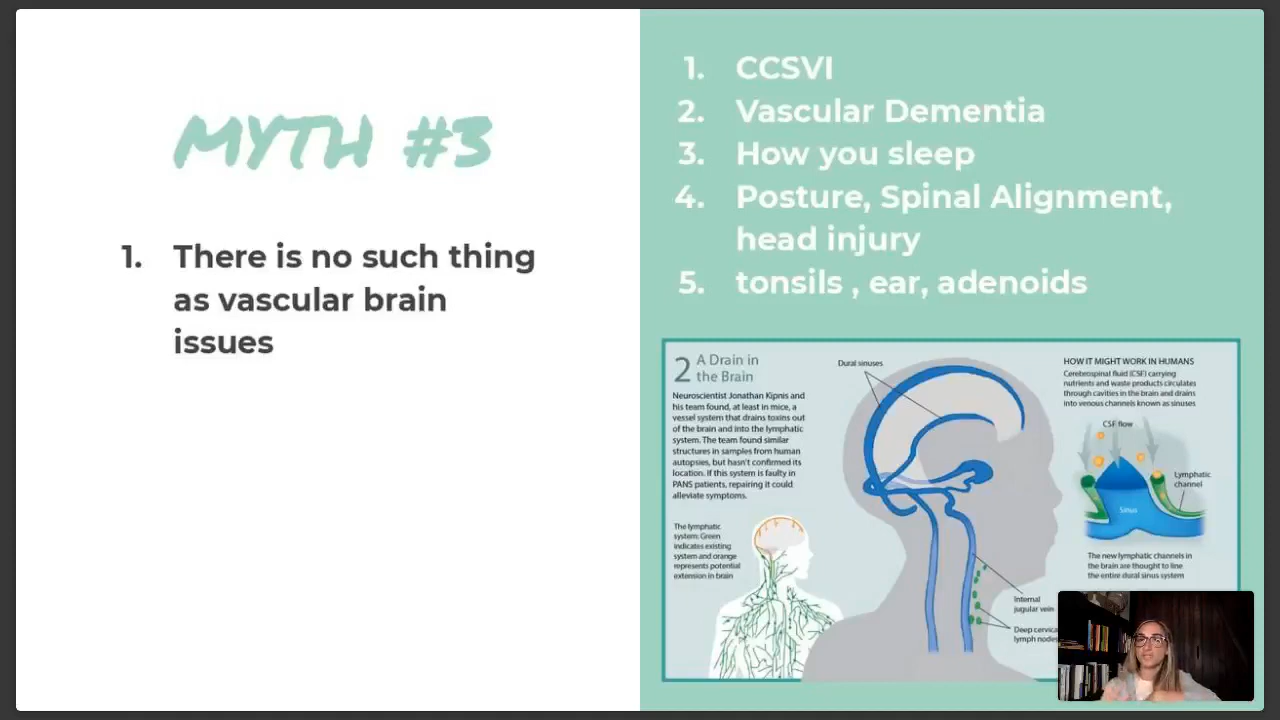 MYTH #3
1. There is no such thing
as vascular brain
issues
1. CCSVI
2. Vascular Dementia
3. How you sleep
4. Posture, Spinal Alignment,
head injury
5. tonsils , ear, adenoids
2 A Drain in
the Brain
Neuroscientist Jonathan Kipnis and
his team found, at least in mice, a
vessel system that drains toxins out
of the brain and into the lymphatic
system. The team found similar
structures in samples from human
autopsies, but hasn't confirmed its
location. If this system is faulty in
PANS patients, repairing it could
alleviate symptoms.
The lymphatic
system: Green
indicates existing
system and orange
represents potential
extension in brain
Dural sinuses
Internal
jugular vein
Deep cervica
lymph nodes
HOW IT MIGHT WORK IN HUMANS
Cerebrospinal fluid (CSF) carrying
nutrients and waste products circulates
through cavities in the brain and drains
into venous channels known as sinuses
CSF flow
Lymphatic
channel
Sinus
The new lymphatic channels in
the brain are thought to line
the entire dural sinus system